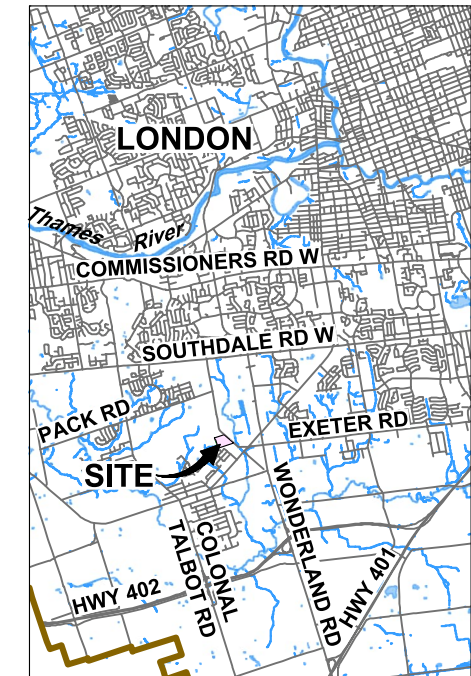 LONDON
Thames
River
COMMISSIONERS RD W
SOUTHDALE RD W
PACK RD
EXETER RD
SITE
WONDERLAND RD
COLONAL
TALBOT RD
HWY 401
HWY 402